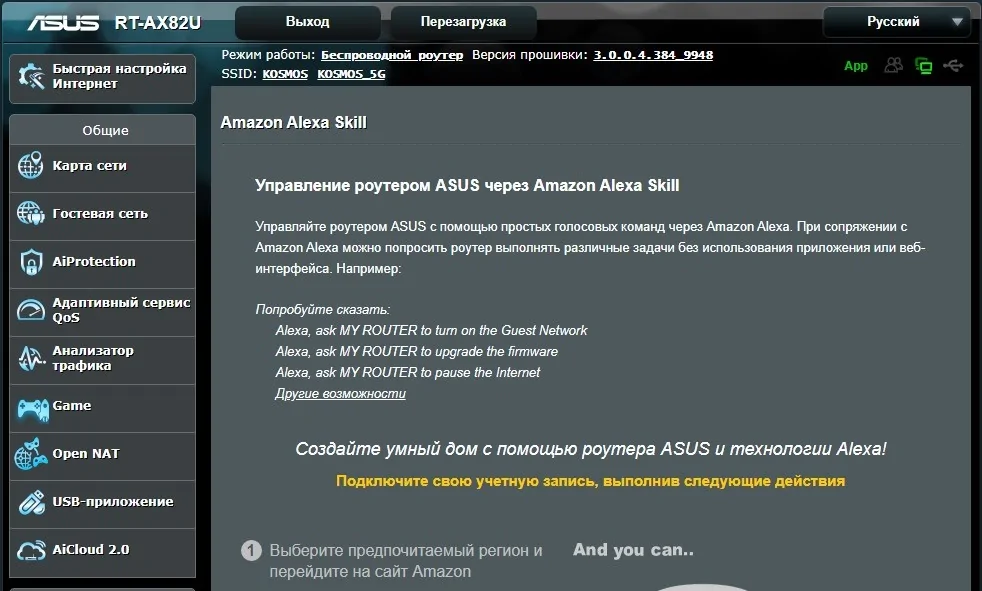 ASUS RT-AX82U Выход Перезагрузка Русский
Режим работы: Беспроводной роутер Версия прошивки: 3.0.0.4.384_9948
SSID: KOSMOS KOSMOS_5G
App
Быстрая настройка
Интернет
Общие
Карта сети
Гостевая сеть
AiProtection
Адаптивный сервис
QoS
Анализатор
трафика
Game
Open NAT
USB-приложение
AiCloud 2.0
Amazon Alexa Skill
Управление роутером ASUS через Amazon Alexa Skill
Управляйте роутером ASUS с помощью простых голосовых команд через Amazon Alexa. При сопряжении с
Amazon Alexa можно попросить роутер выполнять различные задачи без использования приложения или веб-
интерфейса. Например:
Попробуйте сказать:
Alexa, ask MY ROUTER to turn on the Guest Network
Alexa, ask MY ROUTER to upgrade the firmware
Alexa, ask MY ROUTER to pause the Internet
Другие возможности
Создайте умный дом с помощью роутера ASUS и технологии Alexa!
Подключите свою учетную запись, выполнив следующие действия
1 Выберите предпочитаемый регион и
перейдите на сайт Amazon
And you can..